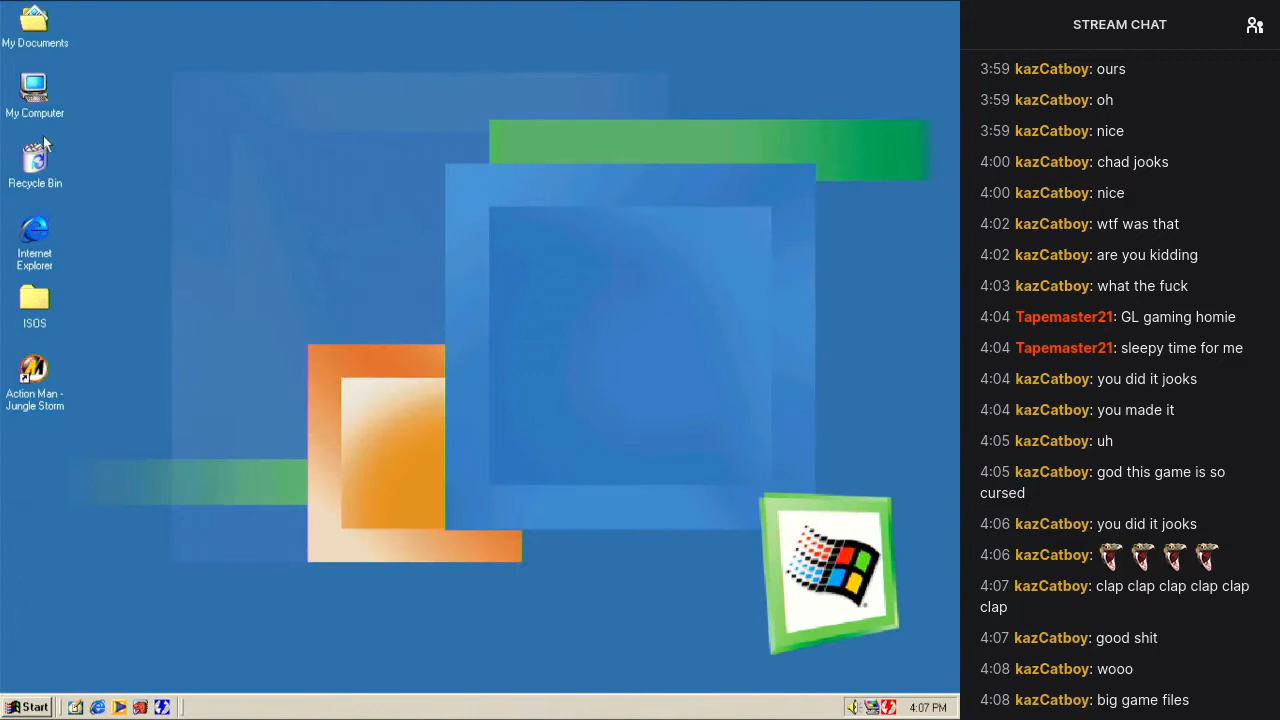 My Documents
My Computer
Recycle Bin
Internet
Explorer
ISOS
Action Man -
Jungle Storm
Start
4:07 PM
STREAM CHAT
3:59 kazCatboy: ours
3:59 kazCatboy: oh
3:59 kazCatboy: nice
4:00 kazCatboy: chad jooks
4:00 kazCatboy: nice
4:02 kazCatboy: wtf was that
4:02 kazCatboy: are you kidding
4:03 kazCatboy: what the fuck
4:04 Tapemaster21: GL gaming homie
4:04 Tapemaster21: sleepy time for me
4:04 kazCatboy: you did it jooks
4:04 kazCatboy: you made it
4:05 kazCatboy: uh
4:05 kazCatboy: god this game is so
cursed
4:06 kazCatboy: you did it jooks
4:06 kazCatboy:
4:07 kazCatboy: clap clap clap clap clap
clap
4:07 kazCatboy: good shit
4:08 kazCatboy: wooo
4:08 kazCatboy: big game files